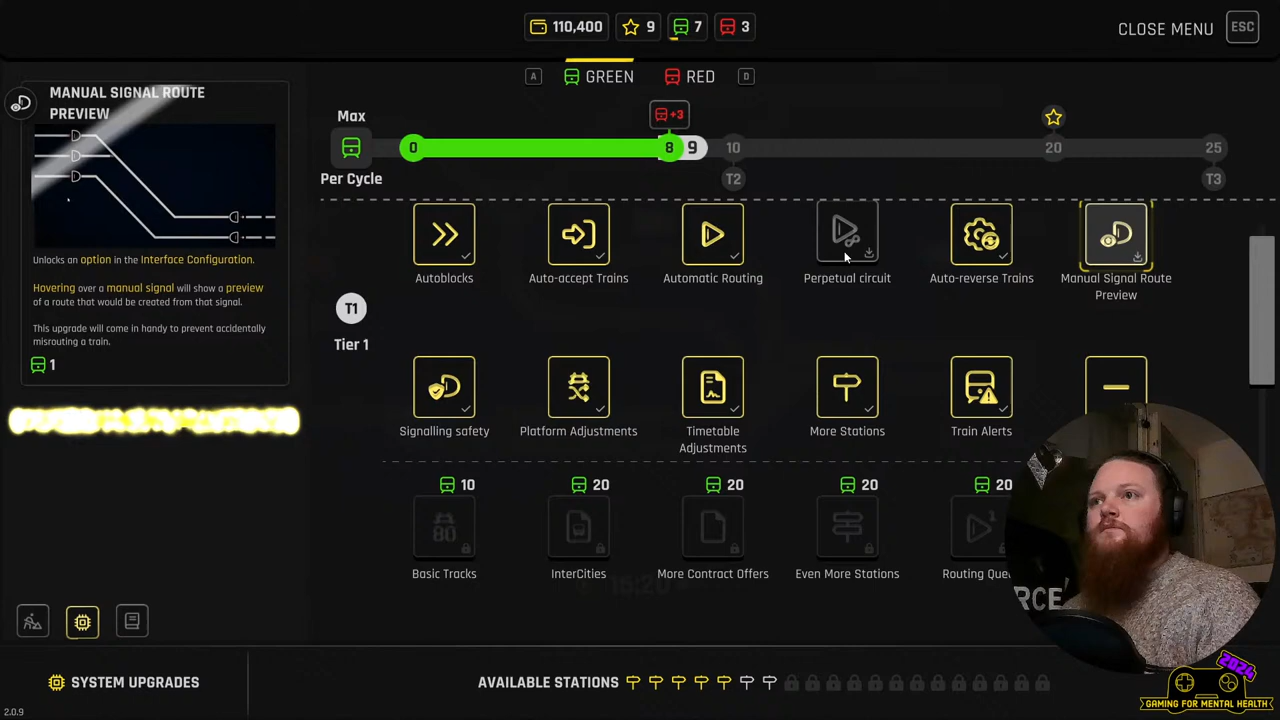 110,400
9
7
3
CLOSE MENU
ESC
A
GREEN
RED
D
MANUAL SIGNAL ROUTE
PREVIEW
Unlocks an option in the Interface Configuration.
Hovering over a manual signal will show a preview
of a route that would be created from that signal.
This upgrade will come in handy to prevent accidentally
misrouting a train.
1
Max
Per Cycle
+3
0
8
9
10
20
25
T2
T3
Autoblocks
Auto-accept Trains
Automatic Routing
Perpetual circuit
Auto-reverse Trains
Manual Signal Route
Preview
T1
Tier 1
Signalling safety
Platform Adjustments
Timetable
Adjustments
More Stations
Train Alerts
10
20
20
20
20
80
1
Basic Tracks
InterCities
More Contract Offers
Even More Stations
Routing
15:20
SYSTEM UPGRADES
AVAILABLE STATIONS
2.0.9
2024
GAMING FOR MENTAL HEALTH